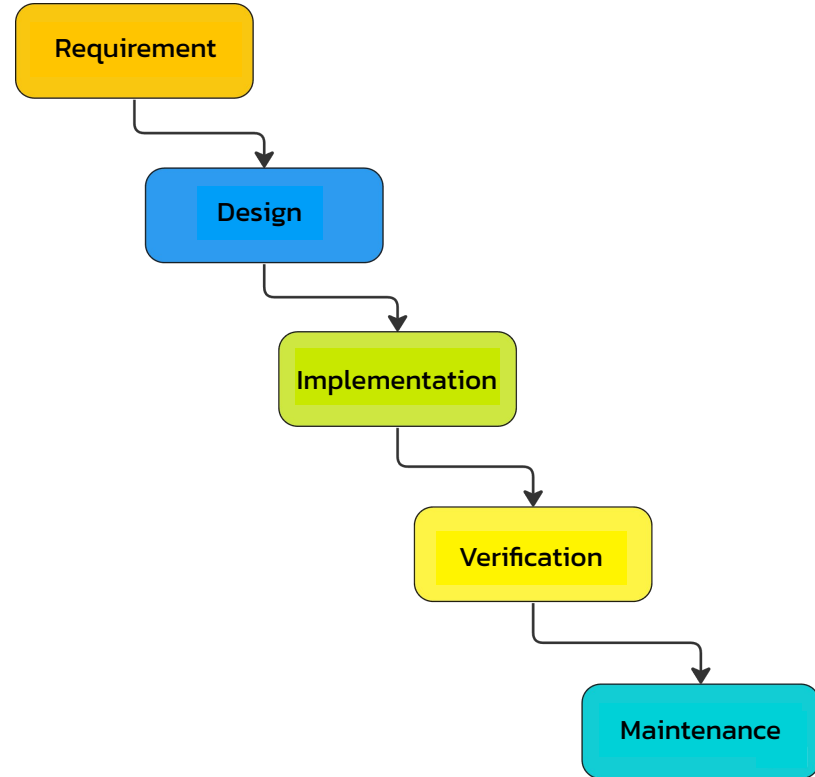 Requirement
Design
Implementation
Verification
Maintenance